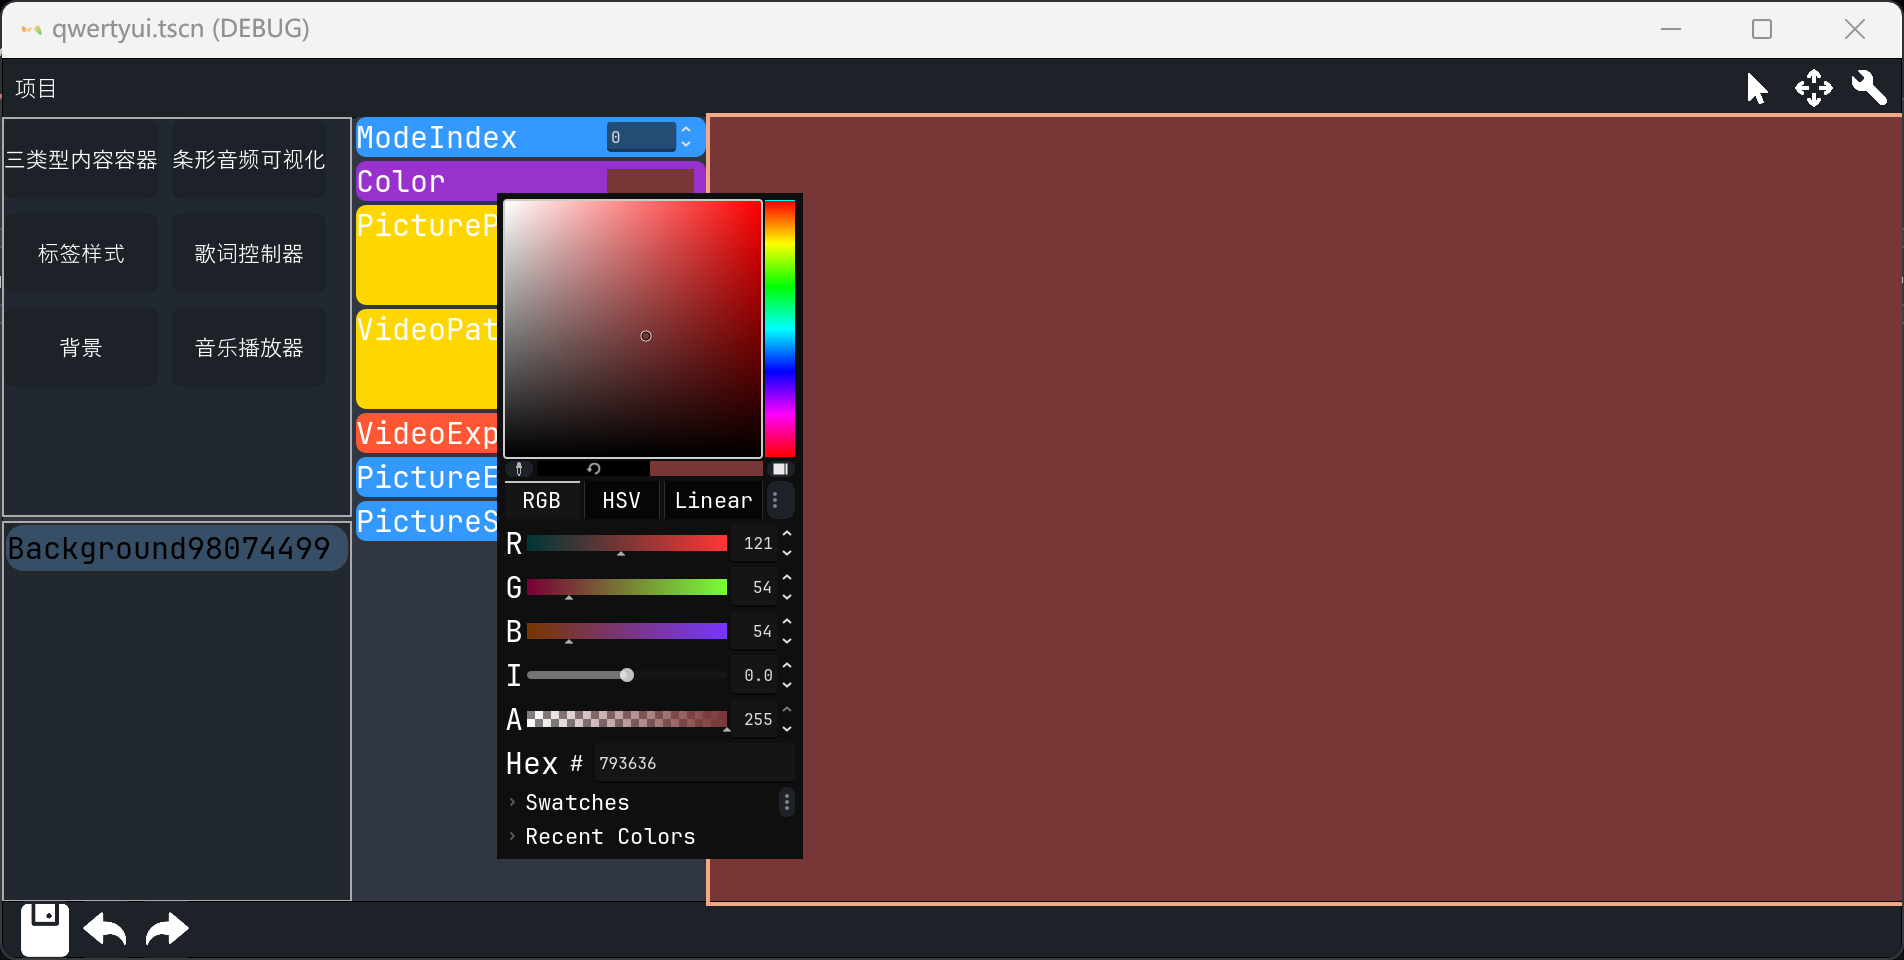 qwertyui.tscn (DEBUG)
项目
三类型内容容器
条形音频可视化
标签样式
歌词控制器
背景
音乐播放器
Background98074499
ModeIndex
0
Color
PictureP
VideoPat
VideoExp
PictureE
PictureS
RGB
HSV
Linear
R
121
G
54
B
54
I
0.0
A
255
Hex # 793636
Swatches
Recent Colors